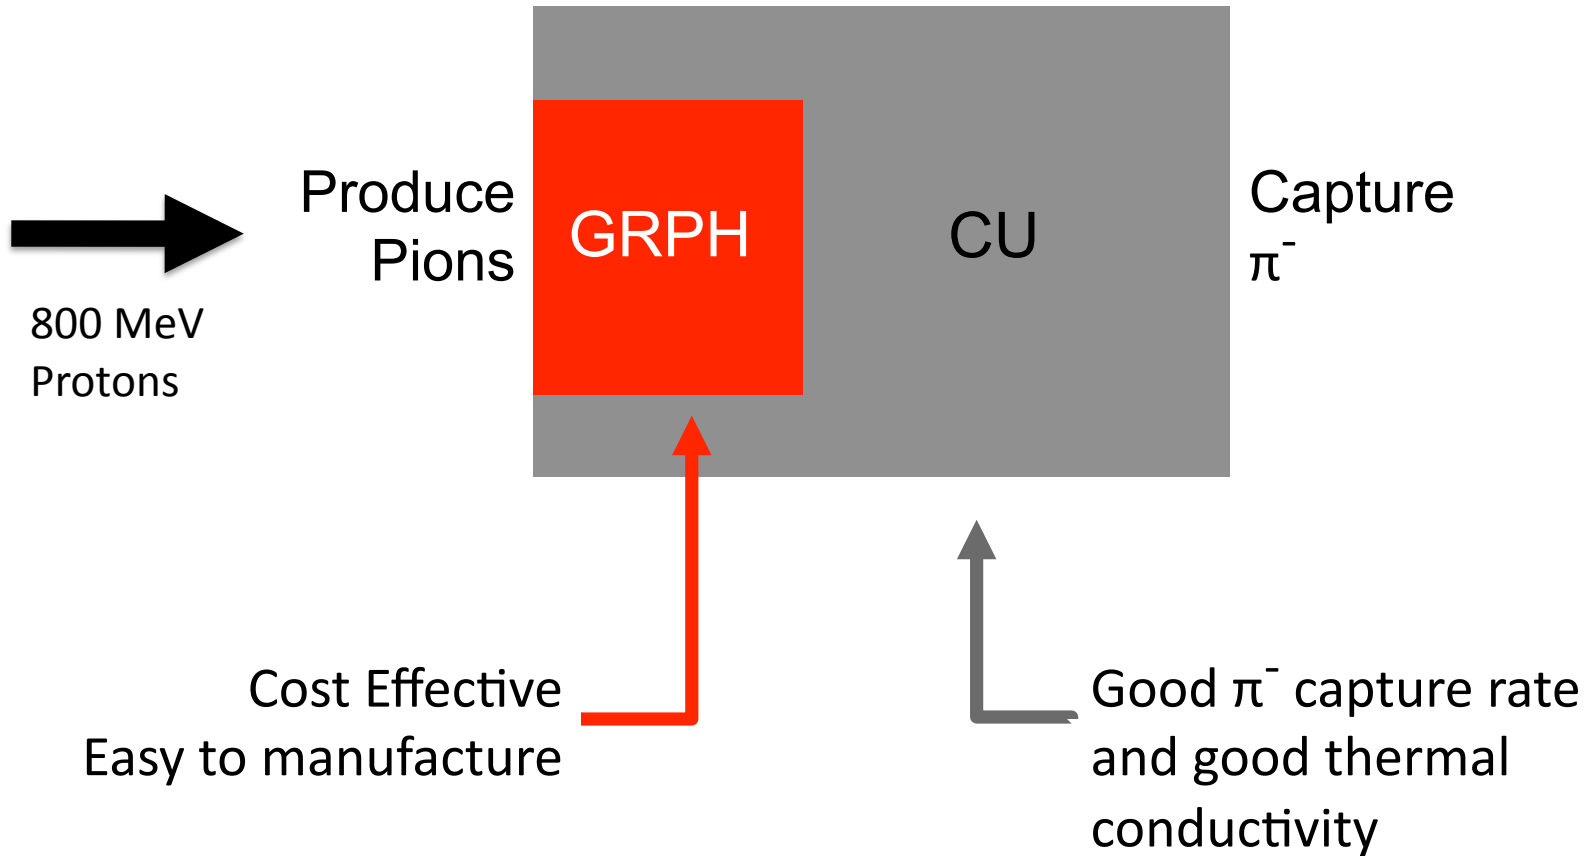 Produce
Pions
GRPH
CU
Capture
π⁻
800 MeV
Protons
Cost Effective
Easy to manufacture
Good π⁻ capture rate
and good thermal
conductivity